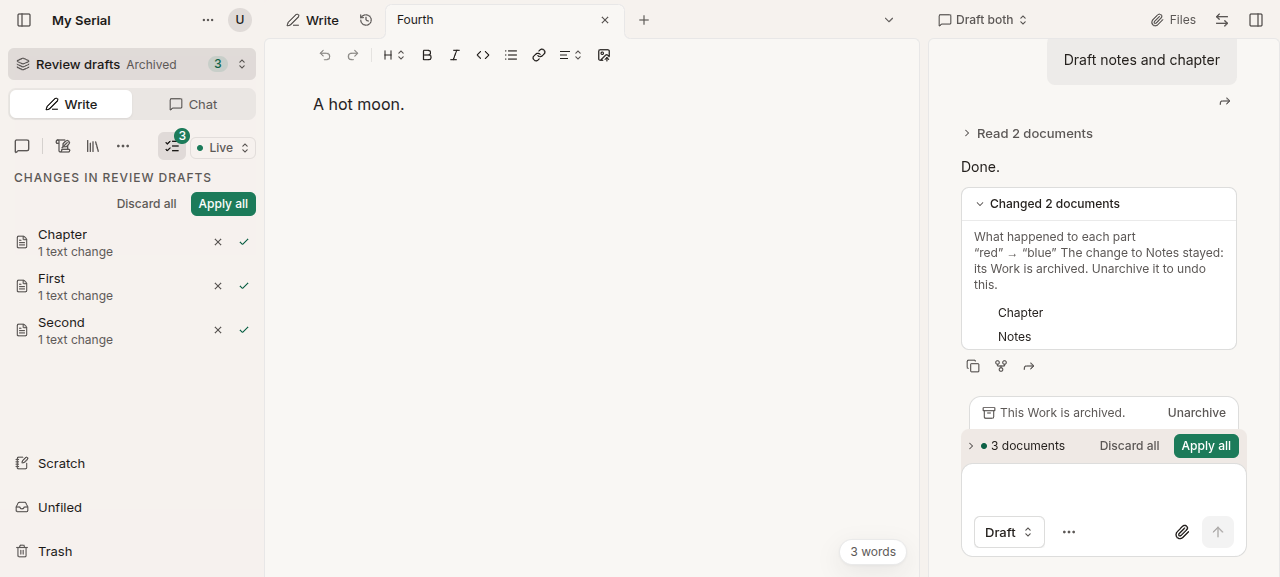 My Serial
U
Review drafts Archived 3
Write
Chat
3
Live
CHANGES IN REVIEW DRAFTS
Discard all
Apply all
Chapter
1 text change
First
1 text change
Second
1 text change
Scratch
Unfiled
Trash
Write
Fourth
H
B
I
A hot moon.
3 words
Draft both
Files
Draft notes and chapter
Read 2 documents
Done.
Changed 2 documents
What happened to each part
“red” → “blue” The change to Notes stayed:
its Work is archived. Unarchive it to undo
this.
Chapter
Notes
This Work is archived.
Unarchive
3 documents
Discard all
Apply all
Draft